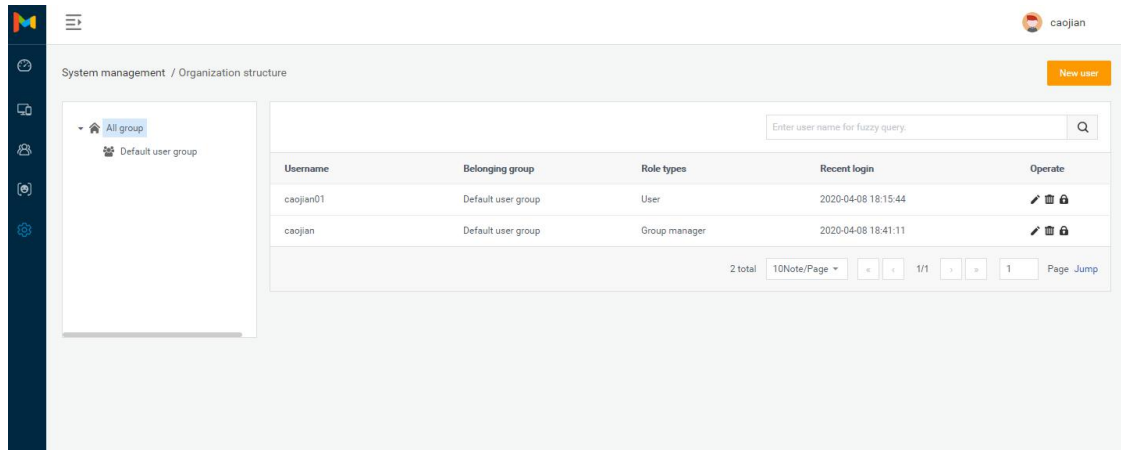 caojian
System management / Organization structure
New user
All group
Default user group
Enter user name for fuzzy query.
Username Belonging group Role types Recent login Operate
caojian01 Default user group User 2020-04-08 18:15:44
caojian Default user group Group manager 2020-04-08 18:41:11
2 total 10Note/Page « ‹ 1/1 › » 1 Page Jump